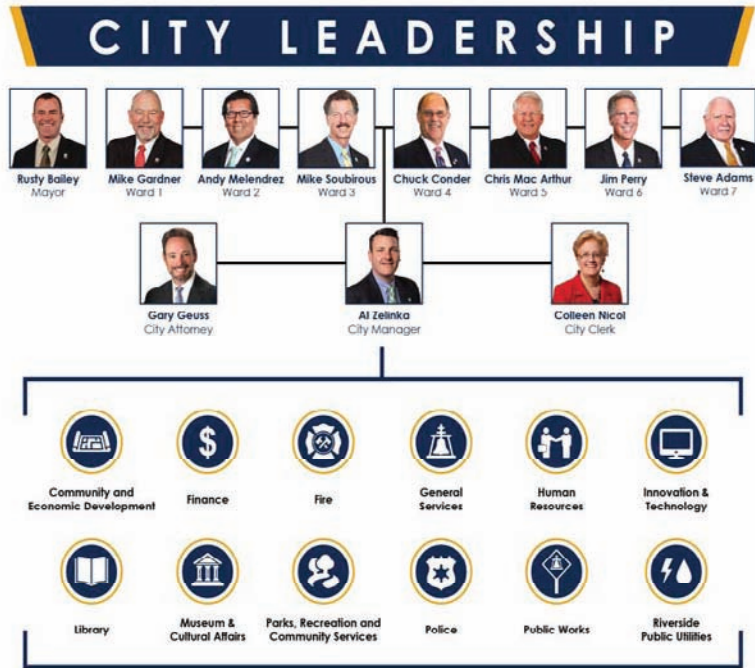 CITY LEADERSHIP
Rusty Bailey
Mayor
Mike Gardner
Ward 1
Andy Melendrez
Ward 2
Mike Soubirous
Ward 3
Chuck Conder
Ward 4
Chris Mac Arthur
Ward 5
Jim Perry
Ward 6
Steve Adams
Ward 7
Gary Geuss
City Attorney
Al Zelinka
City Manager
Colleen Nicol
City Clerk
Community and
Economic Development
$
Finance
Fire
General
Services
Human
Resources
Innovation &
Technology
Library
Museum &
Cultural Affairs
Parks, Recreation and
Community Services
Police
Public Works
Riverside
Public Utilities